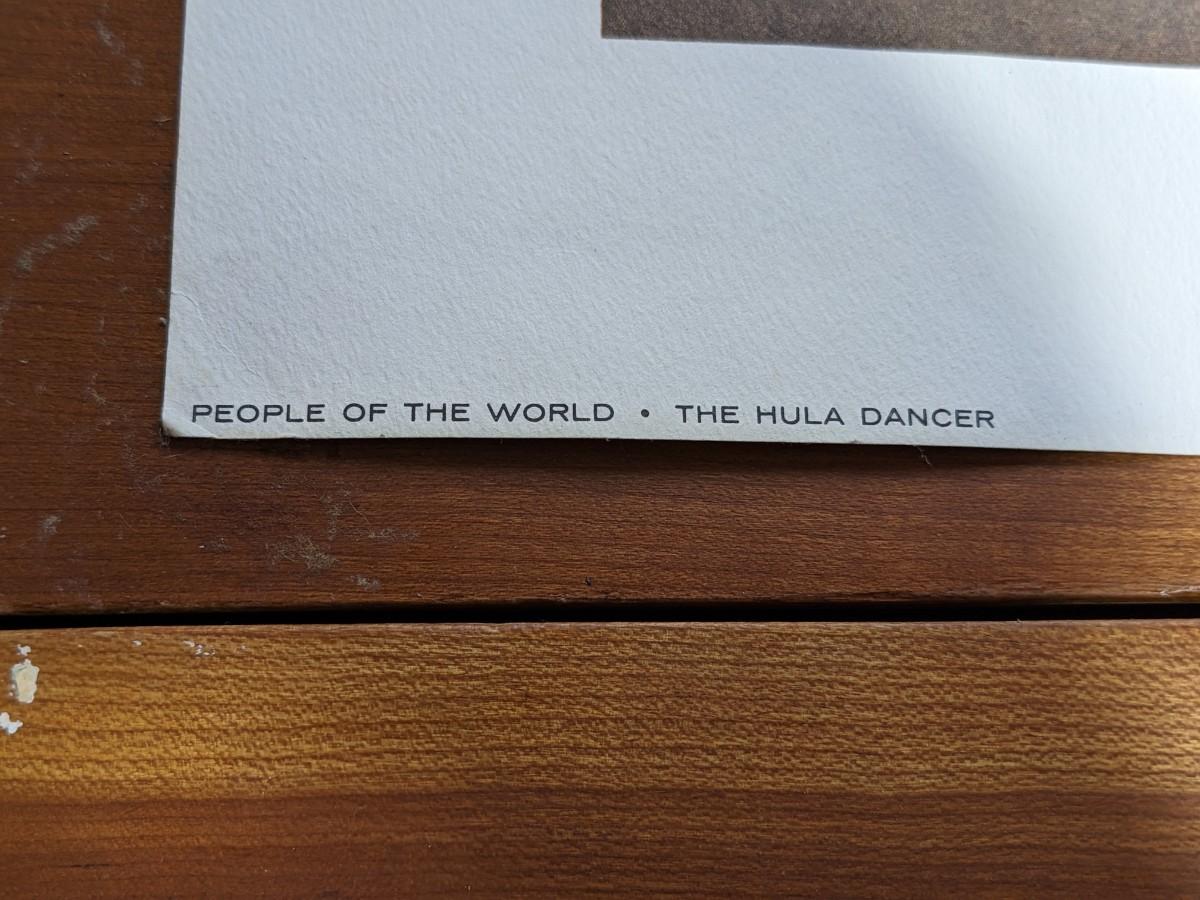 PEOPLE OF THE WORLD • THE HULA DANCER